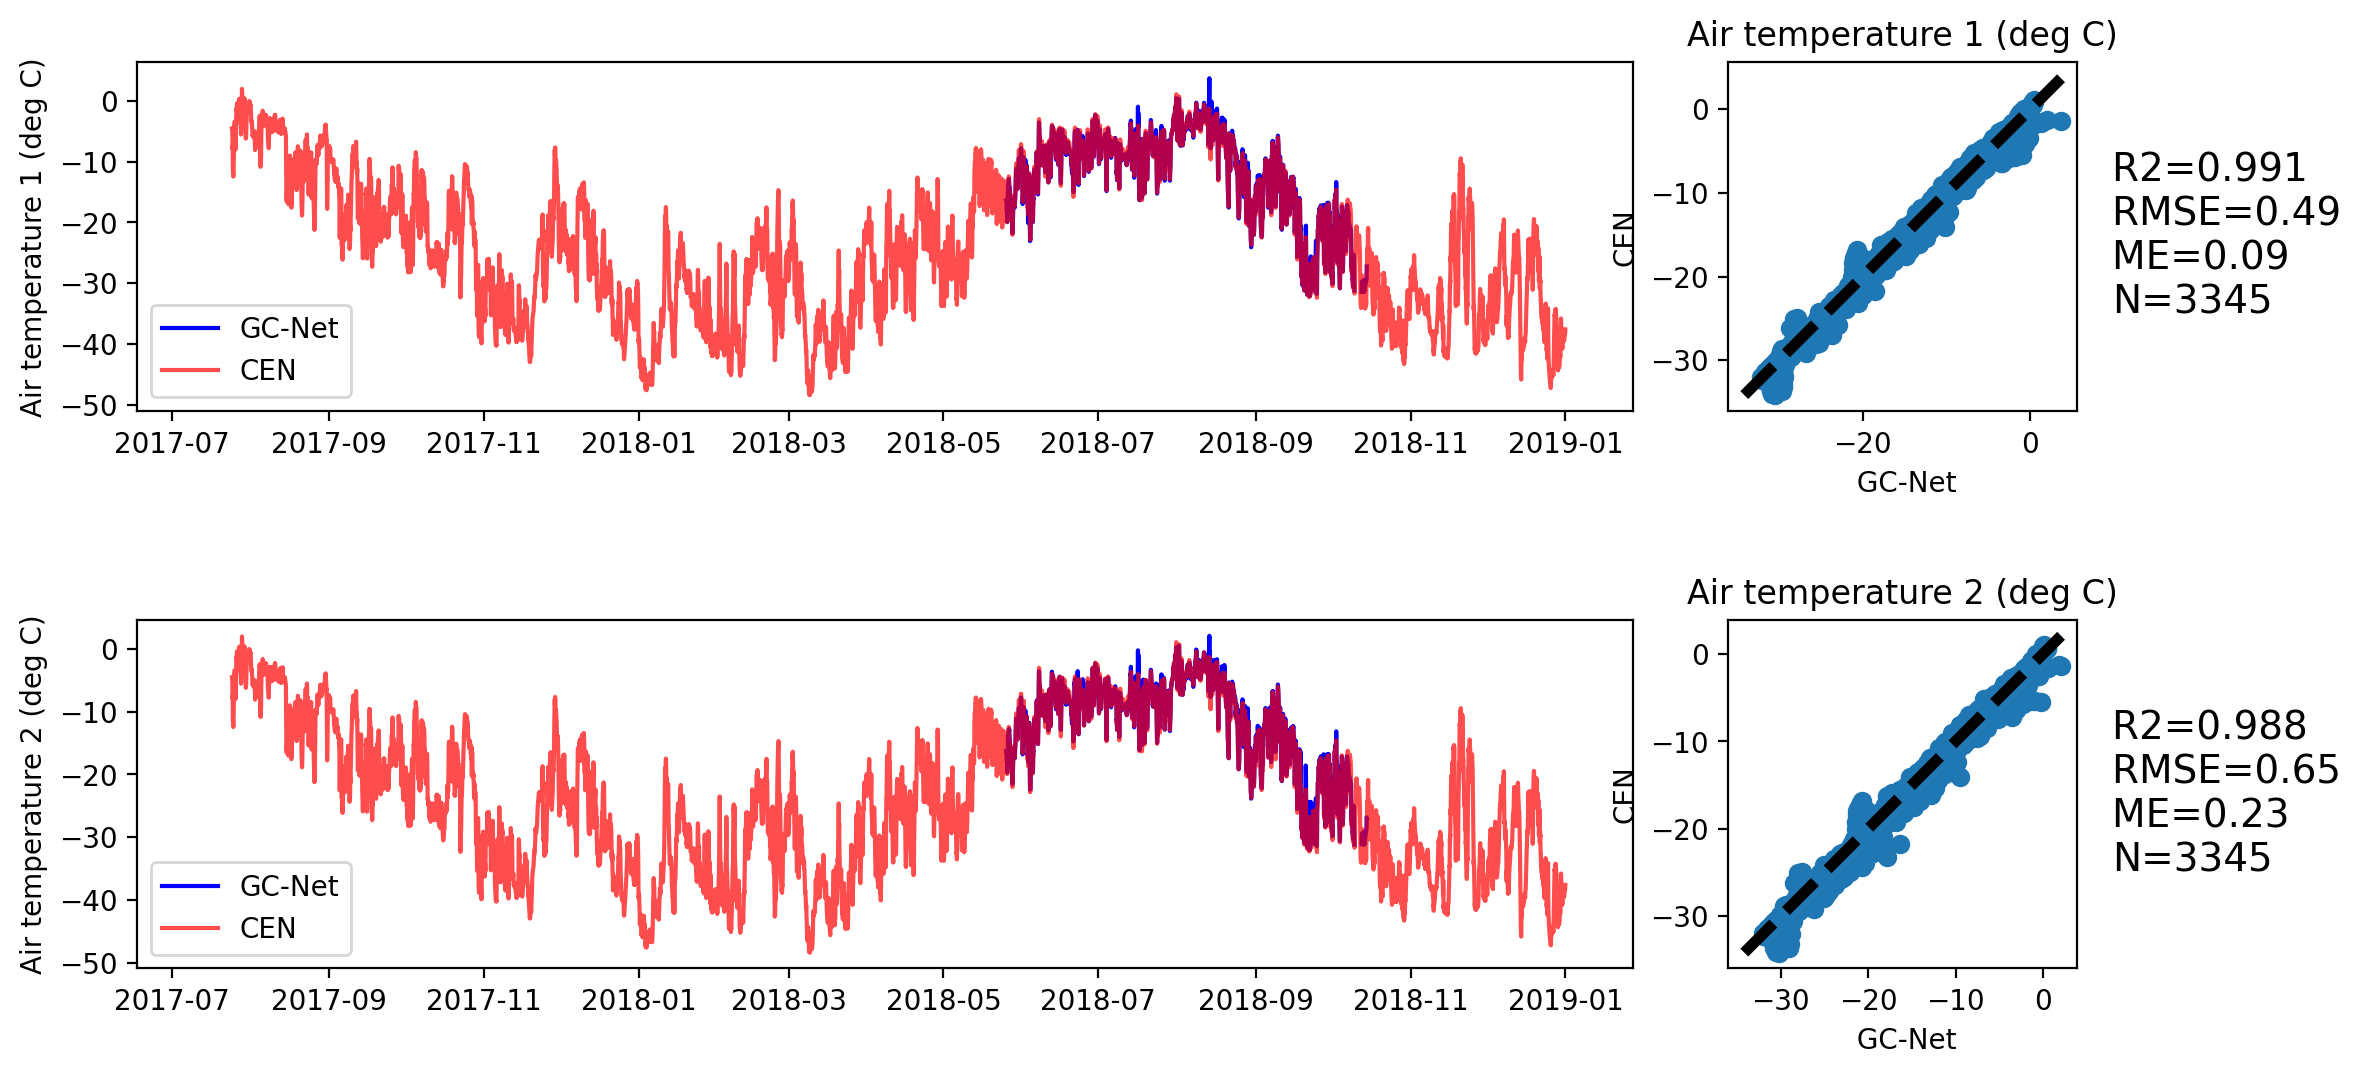 Air temperature 1 (deg C)
Air temperature 1 (deg C)
0
−10
−20
−30
−40
−50
GC-Net
CEN
2017-07 2017-09 2017-11 2018-01 2018-03 2018-05 2018-07 2018-09 2018-11 2019-01
CEN
0
−10
−20
−30
−20 0
GC-Net
R2=0.991
RMSE=0.49
ME=0.09
N=3345
Air temperature 2 (deg C)
Air temperature 2 (deg C)
0
−10
−20
−30
−40
−50
GC-Net
CEN
2017-07 2017-09 2017-11 2018-01 2018-03 2018-05 2018-07 2018-09 2018-11 2019-01
CEN
0
−10
−20
−30
−30 −20 −10 0
GC-Net
R2=0.988
RMSE=0.65
ME=0.23
N=3345